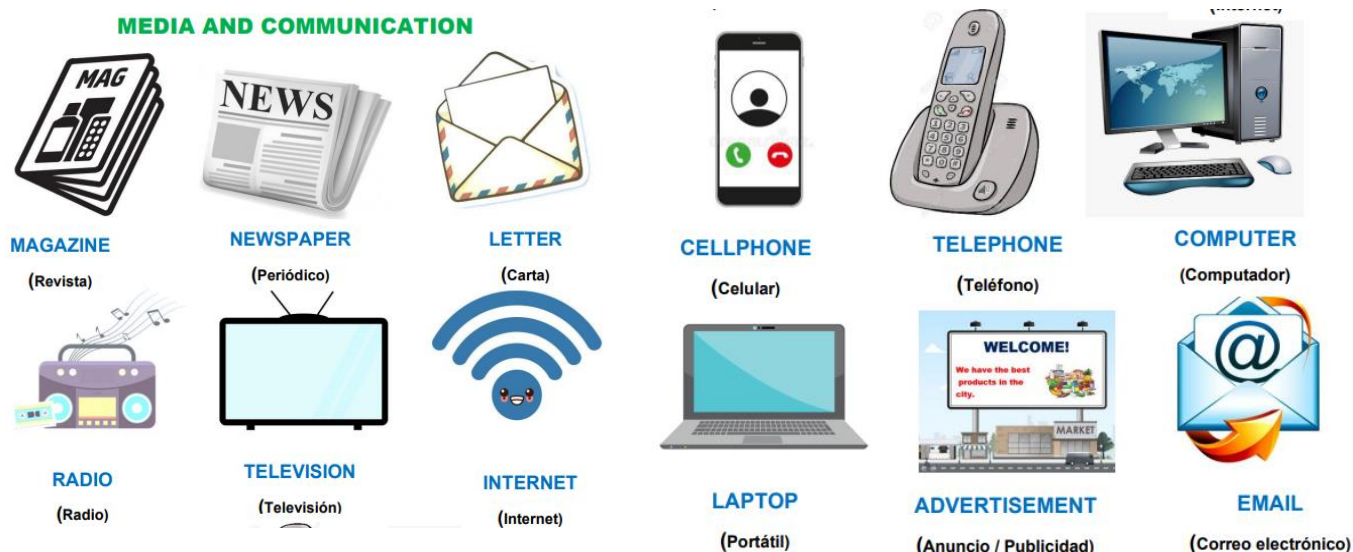 MEDIA AND COMMUNICATION
MAG
NEWS
MAGAZINE
(Revista)
NEWSPAPER
(Periódico)
LETTER
(Carta)
RADIO
(Radio)
TELEVISION
(Televisión)
INTERNET
(Internet)
(Internet)
CELLPHONE
(Celular)
TELEPHONE
(Teléfono)
COMPUTER
(Computador)
WELCOME!
We have the best
products in the
city.
MARKET
@
LAPTOP
(Portátil)
ADVERTISEMENT
(Anuncio / Publicidad)
EMAIL
(Correo electrónico)